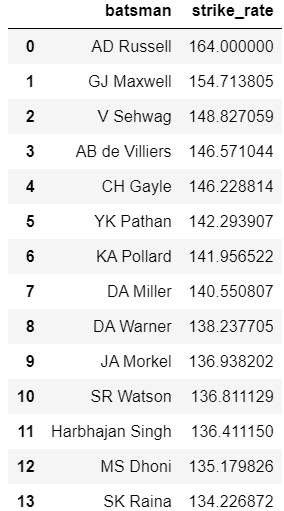 batsman strike_rate
0 AD Russell 164.000000
1 GJ Maxwell 154.713805
2 V Sehwag 148.827059
3 AB de Villiers 146.571044
4 CH Gayle 146.228814
5 YK Pathan 142.293907
6 KA Pollard 141.956522
7 DA Miller 140.550807
8 DA Warner 138.237705
9 JA Morkel 136.938202
10 SR Watson 136.811129
11 Harbhajan Singh 136.411150
12 MS Dhoni 135.179826
13 SK Raina 134.226872